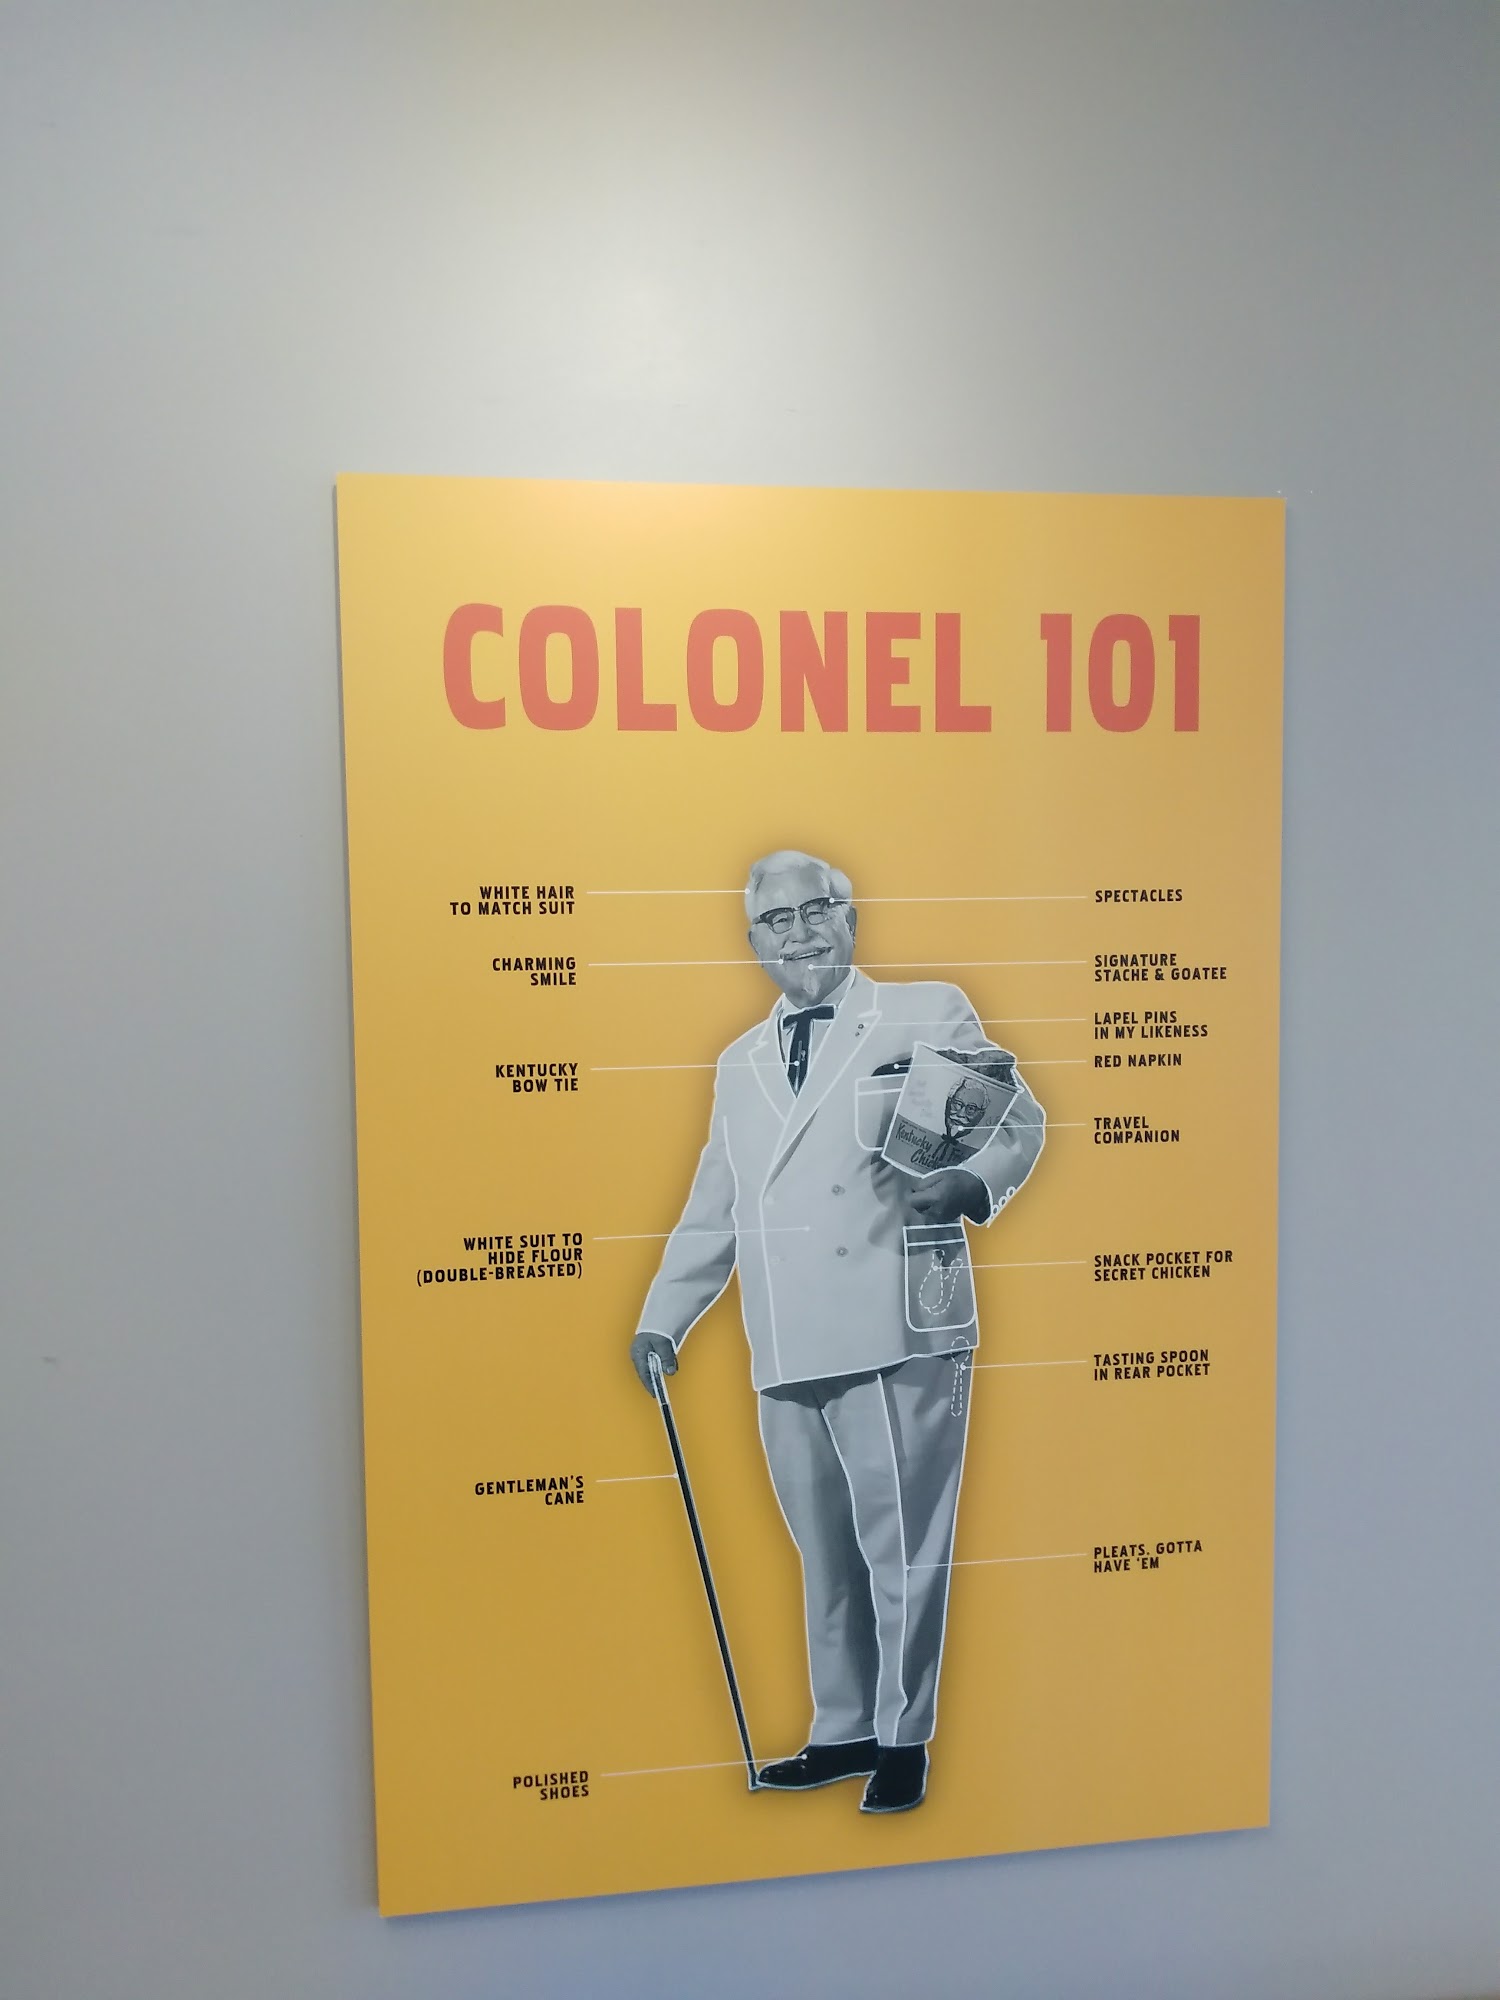 COLONEL 101
WHITE HAIR
TO MATCH SUIT
CHARMING
SMILE
KENTUCKY
BOW TIE
WHITE SUIT TO
HIDE FLOUR
(DOUBLE-BREASTED)
GENTLEMAN'S
CANE
POLISHED
SHOES
SPECTACLES
SIGNATURE
STACHE & GOATEE
LAPEL PINS
IN MY LIKENESS
RED NAPKIN
TRAVEL
COMPANION
SNACK POCKET FOR
SECRET CHICKEN
TASTING SPOON
IN REAR POCKET
PLEATS. GOTTA
HAVE 'EM
Kentucky